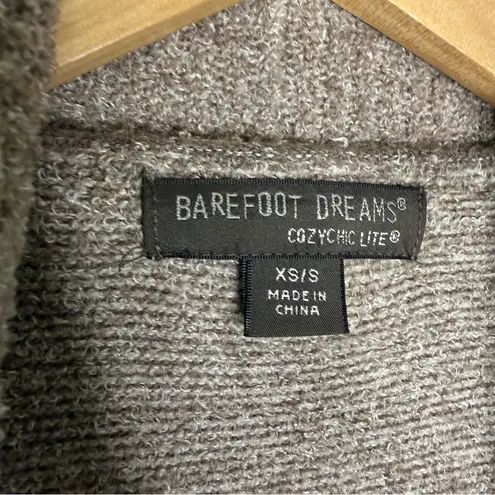 BAREFOOT DREAMS®
COZYCHIC LITE®
XS/S
MADE IN
CHINA